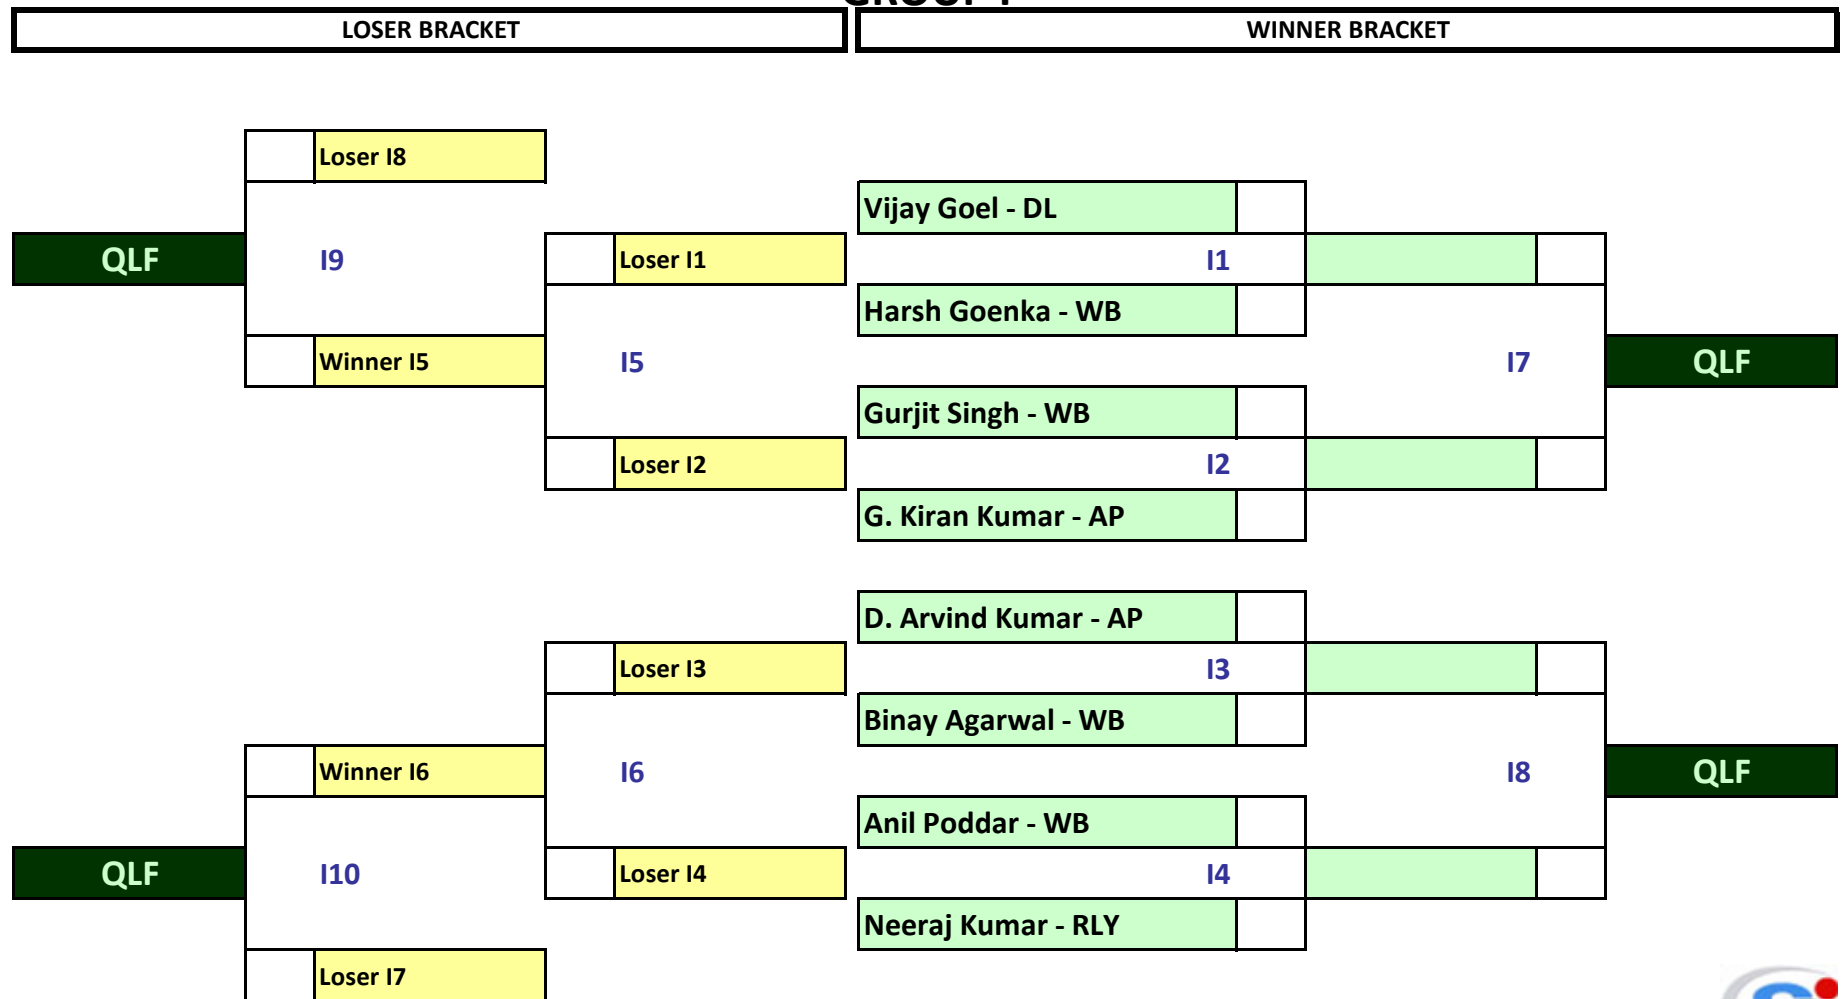 LOSER BRACKET
WINNER BRACKET
Loser I8
Vijay Goel - DL
QLF
I9
Loser I1
I1
Harsh Goenka - WB
Winner I5
I5
I7
QLF
Gurjit Singh - WB
Loser I2
I2
G. Kiran Kumar - AP
D. Arvind Kumar - AP
Loser I3
I3
Binay Agarwal - WB
Winner I6
I6
I8
QLF
Anil Poddar - WB
QLF
I10
Loser I4
I4
Neeraj Kumar - RLY
Loser I7